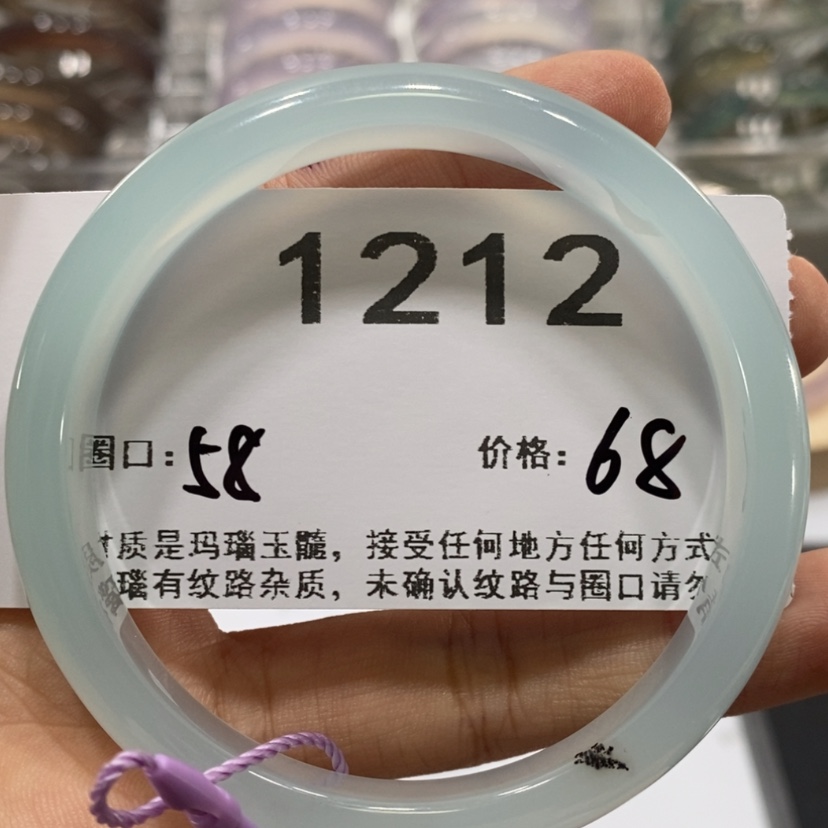 1212
圈口:58 价格:68
材质是玛瑙玉髓，接受任何地方任何方式
瑙有纹路杂质，未确认纹路与圈口请勿